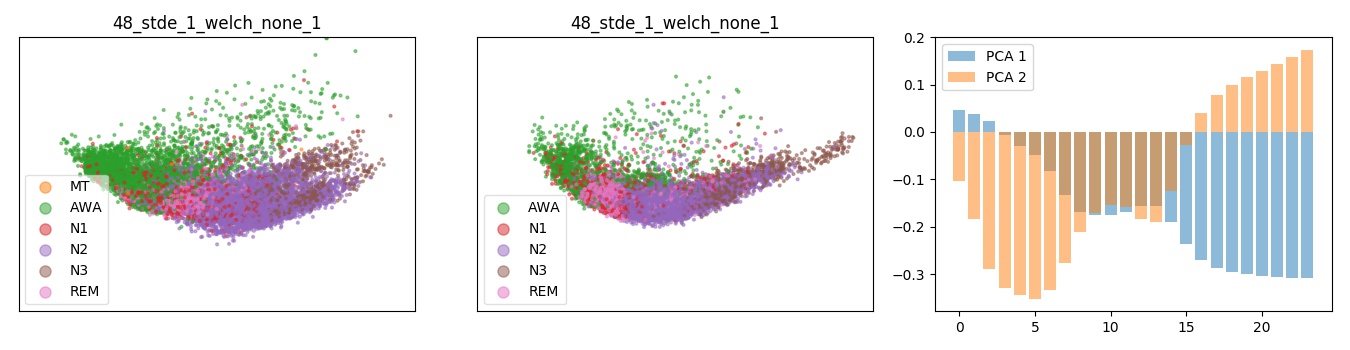 48_stde_1_welch_none_1
MT
AWA
N1
N2
N3
REM
48_stde_1_welch_none_1
AWA
N1
N2
N3
REM
PCA 1
PCA 2
0.2
0.1
0.0
−0.1
−0.2
−0.3
0 5 10 15 20